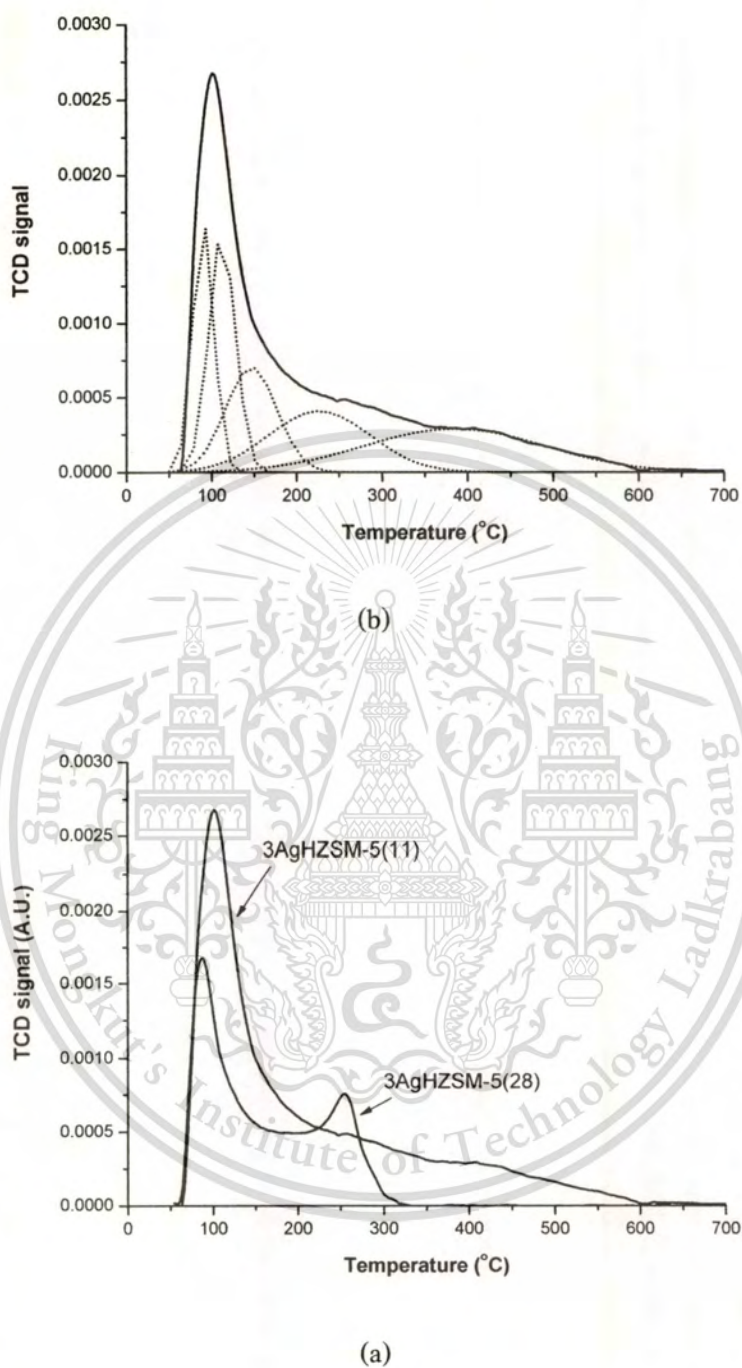 0.0030
0.0025
0.0020
0.0015
0.0010
0.0005
0.0000
TCD signal
0 100 200 300 400 500 600 700
Temperature (°C)
(b)
0.0030
0.0025
0.0020
0.0015
0.0010
0.0005
0.0000
TCD signal (A.U.)
3AgHZSM-5(11)
3AgHZSM-5(28)
0 100 200 300 400 500 600 700
Temperature (°C)
King Mongkut's Institute of Technology Ladkrabang
(a)